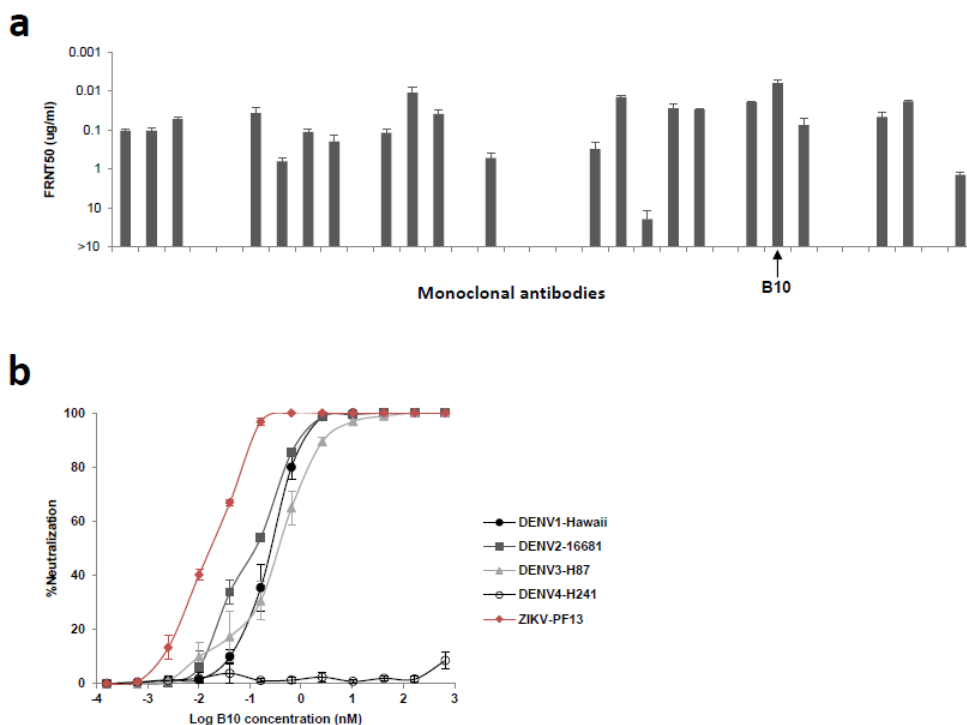 a
0.001
0.01
0.1
1
10
>10
FRNT50 (ug/ml)
Monoclonal antibodies
B10
b
100
80
60
40
20
0
%Neutralization
-4
-3
-2
-1
0
1
2
3
Log B10 concentration (nM)
DENV1-Hawaii
DENV2-16681
DENV3-H87
DENV4-H241
ZIKV-PF13